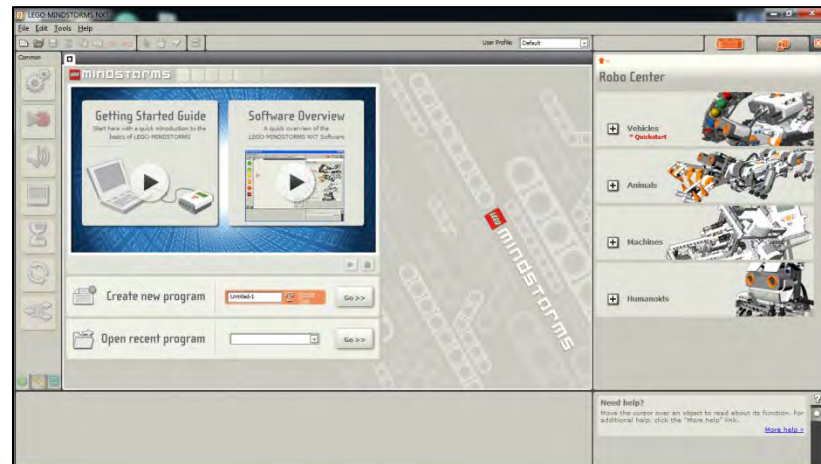 LEGO MINDSTORMS NXT
File Edit Tools Help
User Profile: Default
Common
LEGO mindstorms
Getting Started Guide
Start here with a quick introduction to the
basics of LEGO MINDSTORMS
Software Overview
A quick overview of the
LEGO MINDSTORMS NXT Software
Create new program
Untitled-1
Go >>
Open recent program
Go >>
LEGO mindstorms
Robo Center
Vehicles
* Quickstart
Animals
Machines
Humanoids
Need help?
Move the cursor over an object to read about its function. For
additional help, click the "More help" link.
More help »